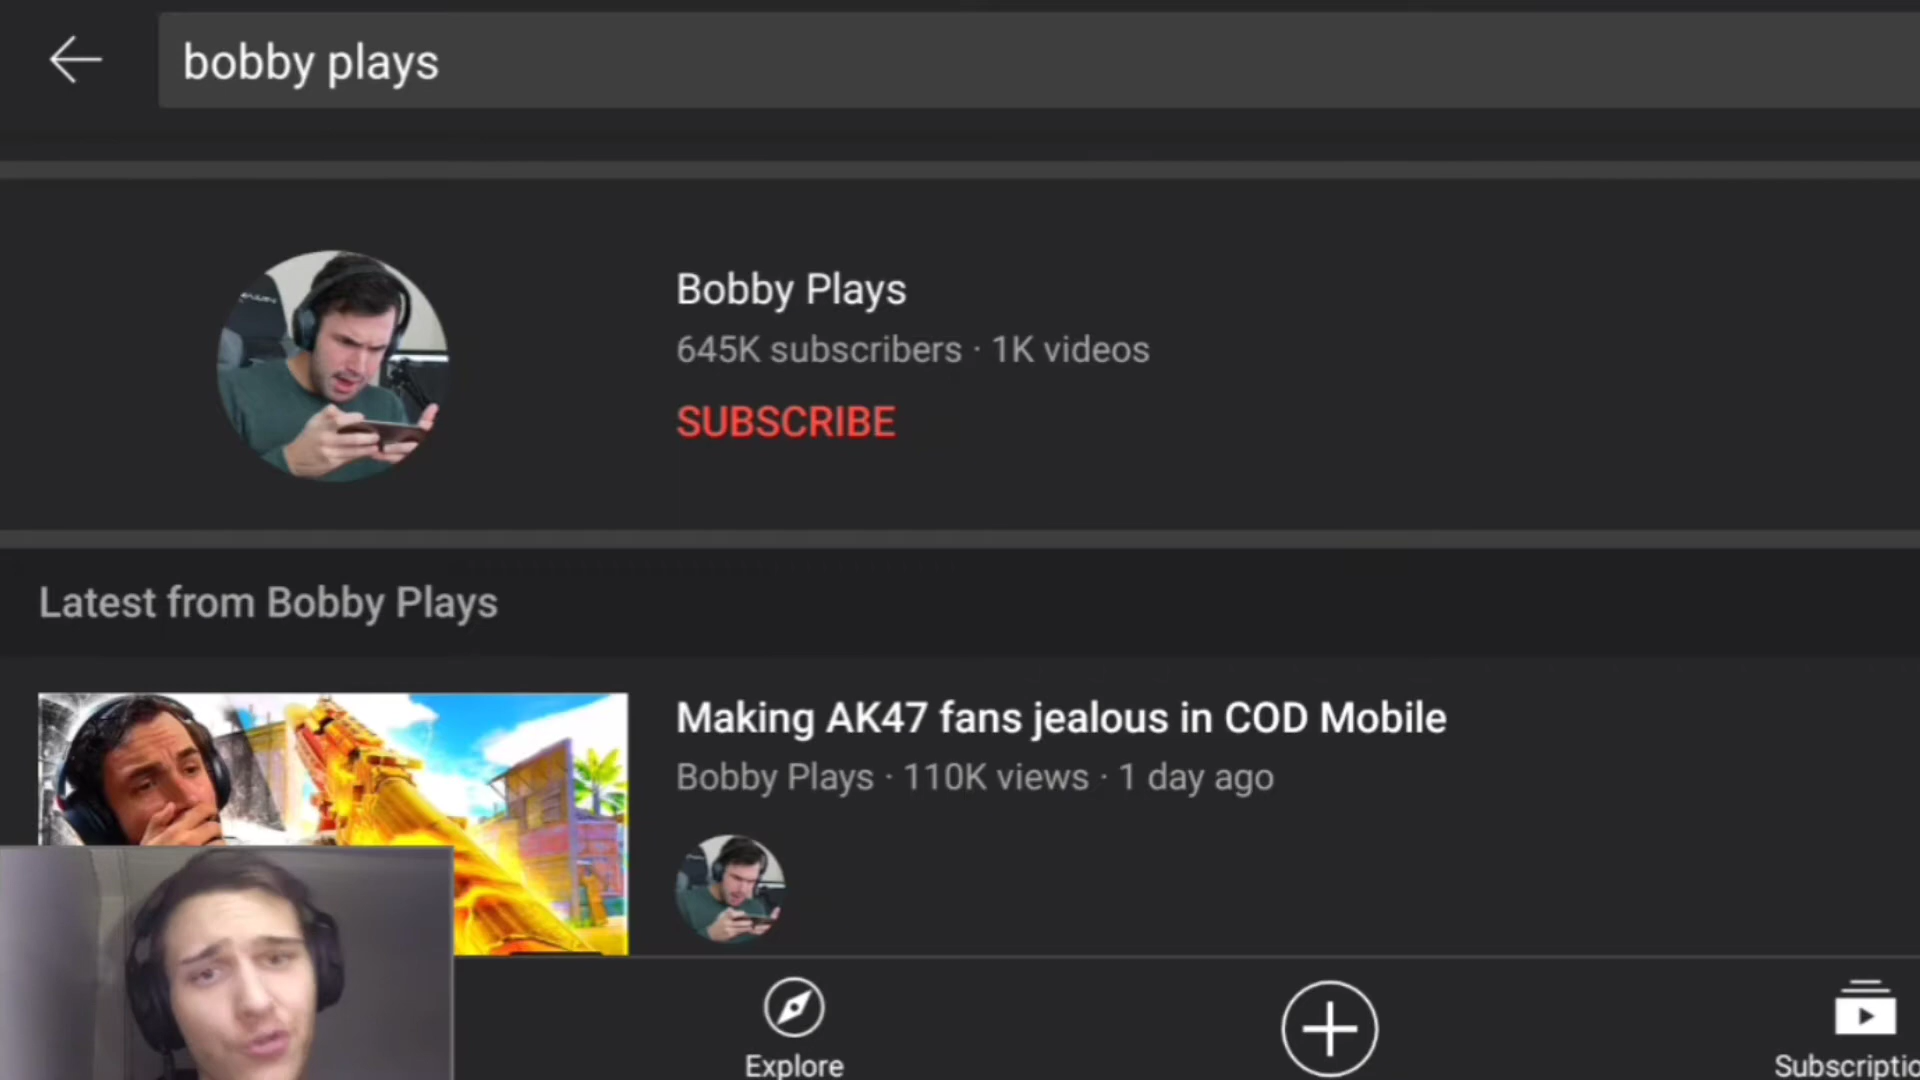 bobby plays
Bobby Plays
645K subscribers · 1K videos
SUBSCRIBE
Latest from Bobby Plays
Making AK47 fans jealous in COD Mobile
Bobby Plays · 110K views · 1 day ago
Explore
Subscriptio